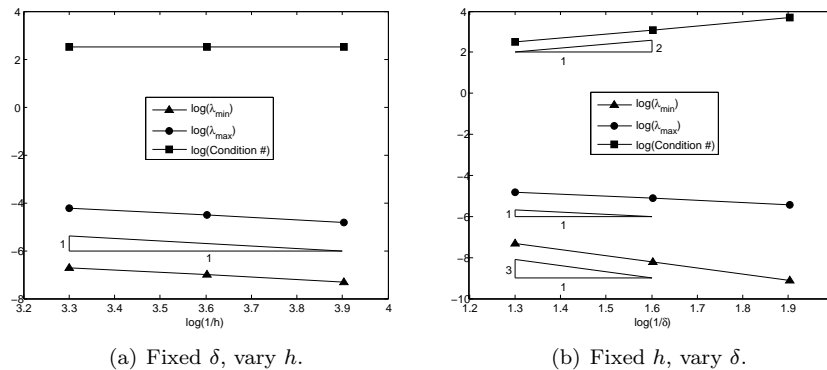 4
2
0
−2
−4
−6
−8
3.2 3.3 3.4 3.5 3.6 3.7 3.8 3.9 4
log(1/h)
log(λmin)
log(λmax)
log(Condition #)
1
1
(a) Fixed δ, vary h.
4
2
0
−2
−4
−6
−8
−10
1.2 1.3 1.4 1.5 1.6 1.7 1.8 1.9
log(1/δ)
2
1
log(λmin)
log(λmax)
log(Condition #)
1
1
3
1
(b) Fixed h, vary δ.